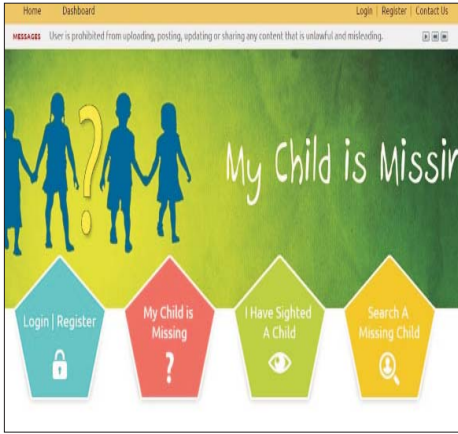 Home Dashboard Login | Register | Contact Us
MESSAGES User is prohibited from uploading, posting, updating or sharing any content that is unlawful and misleading.
?
My Child is Missin
Login | Register
My Child is
Missing
?
I Have Sighted
A Child
Search A
Missing Child